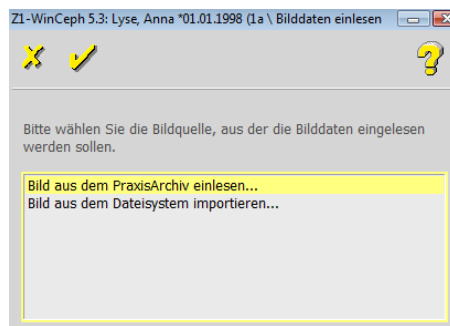 Z1-WinCeph 5.3: Lyse, Anna *01.01.1998 (1a \ Bilddaten einlesen
Bitte wählen Sie die Bildquelle, aus der die Bilddaten eingelesen
werden sollen.
Bild aus dem PraxisArchiv einlesen...
Bild aus dem Dateisystem importieren...